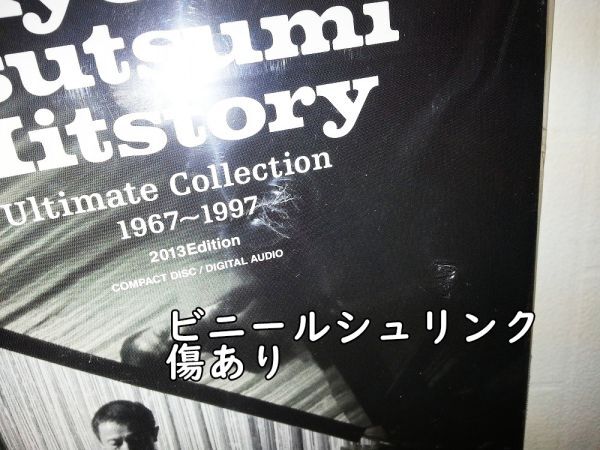 sutsumi
Hitstory
Ultimate Collection
1967~1997
2013Edition
COMPACT DISC / DIGITAL AUDIO
ビニールシュリンク
傷あり